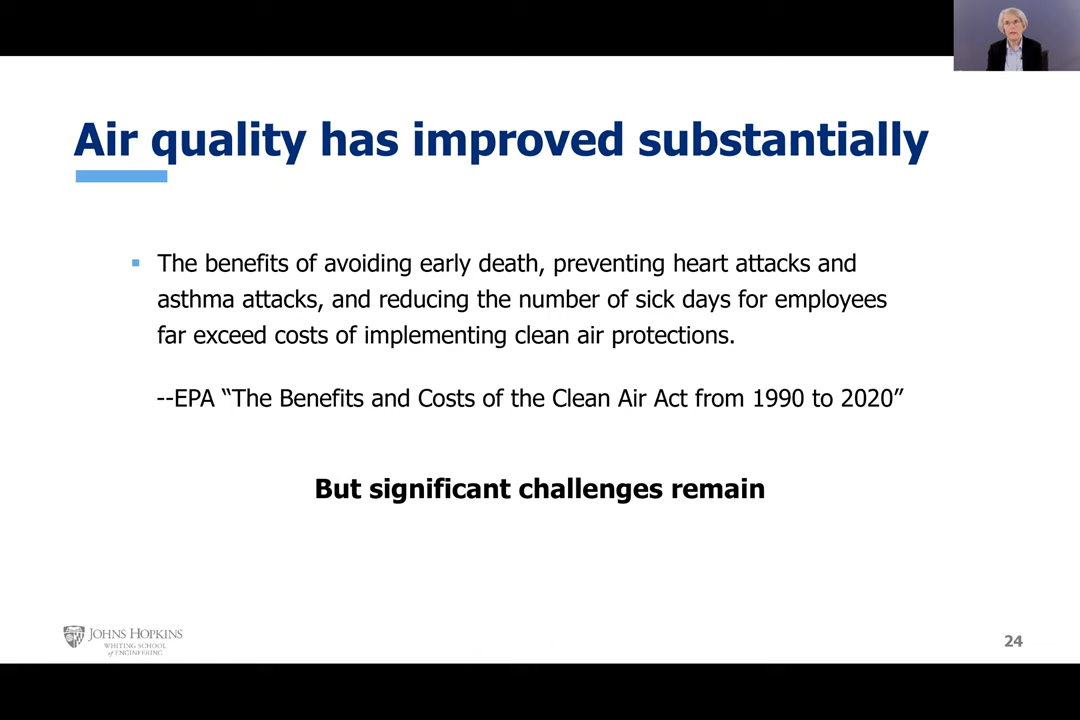 Air quality has improved substantially
▪ The benefits of avoiding early death, preventing heart attacks and
asthma attacks, and reducing the number of sick days for employees
far exceed costs of implementing clean air protections.
--EPA “The Benefits and Costs of the Clean Air Act from 1990 to 2020”
But significant challenges remain
JOHNS HOPKINS
WHITING SCHOOL
of ENGINEERING
24